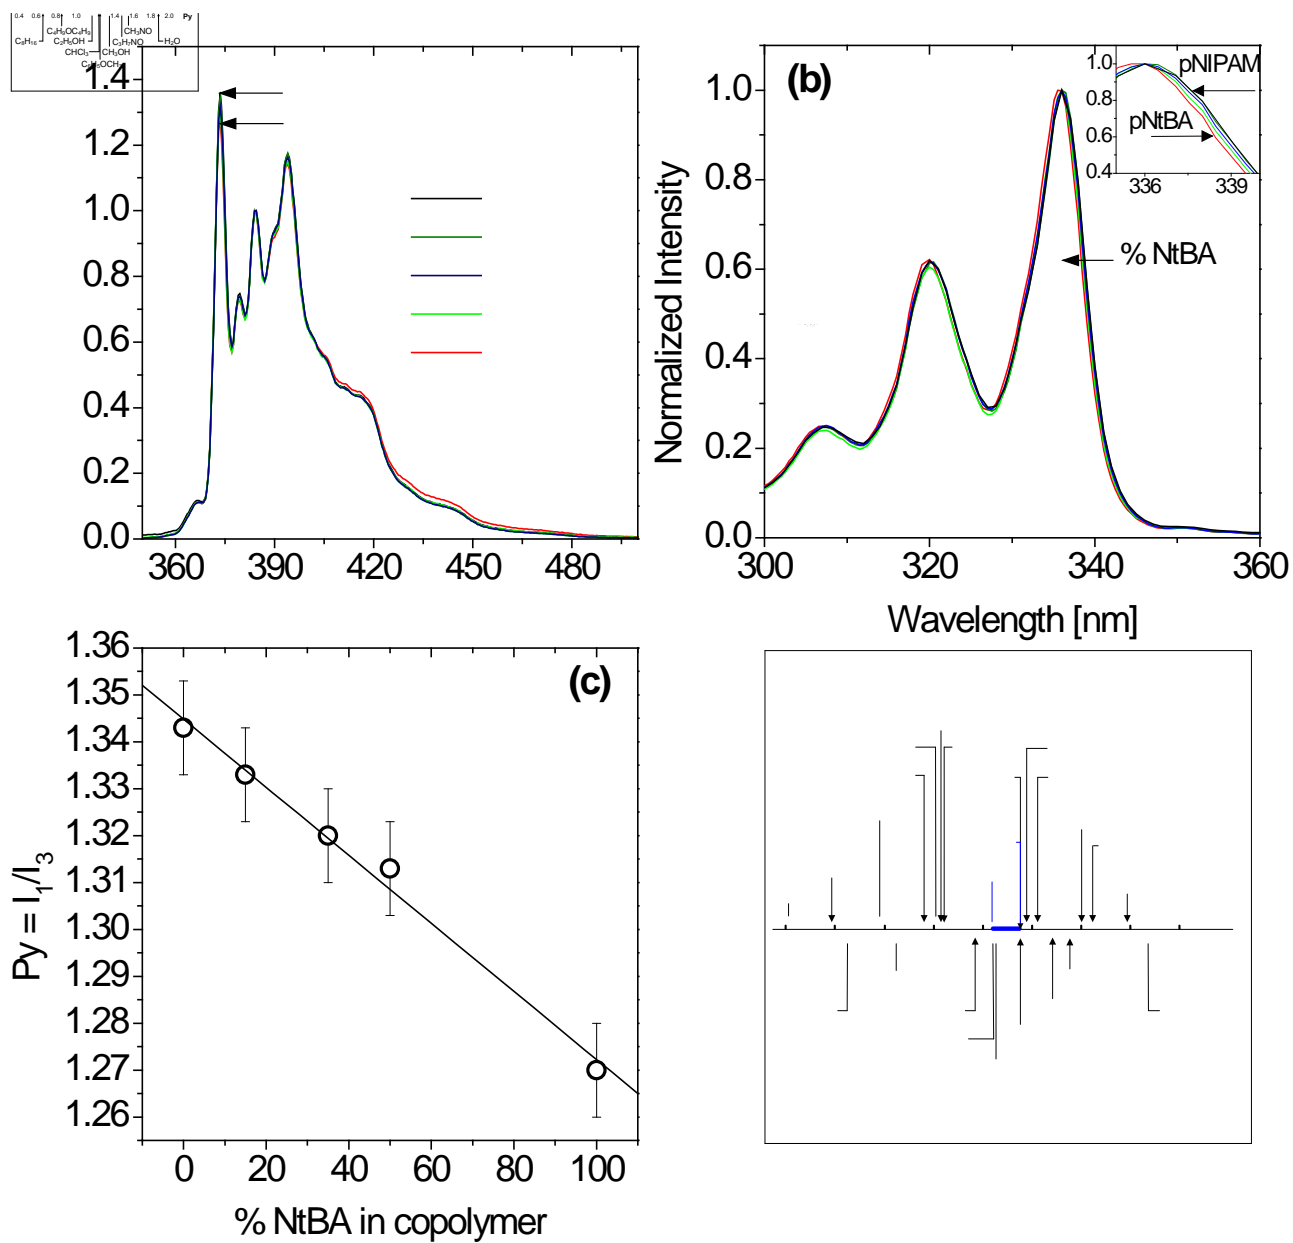 0.4 0.6 0.8 1.0 1.4 1.6 1.8 2.0 Py
C4H9OC4H9 CH3NO
C8H16 C2H5OH C3H7NO H2O
CHCl3 CH3OH
1.4
1.2
1.0
0.8
0.6
0.4
0.2
0.0
360 390 420 450 480
(b)
Normalized Intensity
1.0
0.8
0.6
0.4
0.2
0.0
300 320 340 360
Wavelength [nm]
% NtBA
pNIPAM
pNtBA
1.0
0.8
0.6
0.4
336 339
(c)
Py = I1/I3
1.36
1.35
1.34
1.33
1.32
1.31
1.30
1.29
1.28
1.27
1.26
0 20 40 60 80 100
% NtBA in copolymer